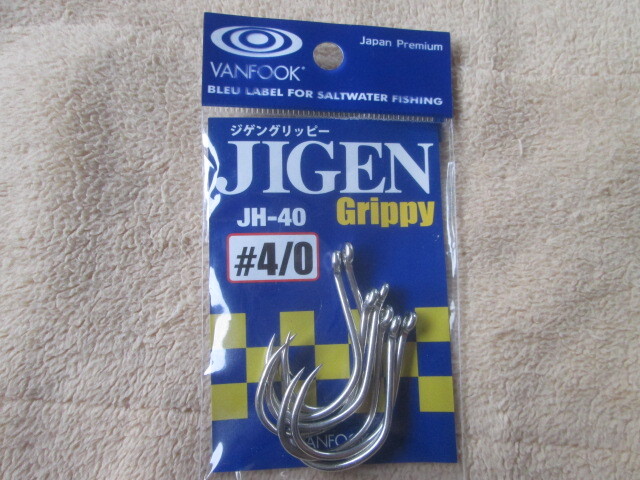 Japan Premium
VANFOOK®
BLEU LABEL FOR SALTWATER FISHING
ジゲングリッピー
JIGEN
JH-40 Grippy
#4/0
VANFOOK